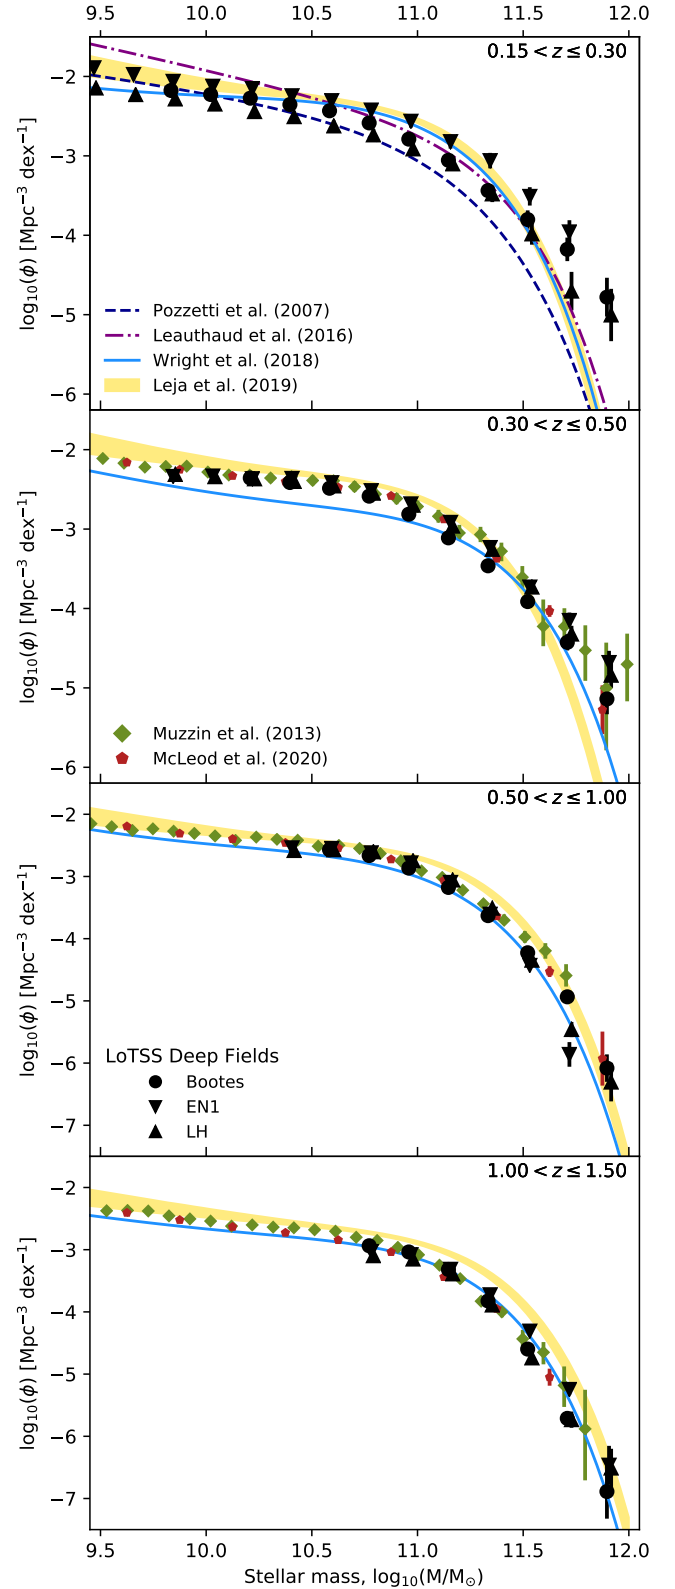 9.5 10.0 10.5 11.0 11.5 12.0
0.15 < z ≤ 0.30
−2
−3
−4
−5
−6
log₁₀(ϕ) [Mpc⁻³ dex⁻¹]
Pozzetti et al. (2007)
Leauthaud et al. (2016)
Wright et al. (2018)
Leja et al. (2019)
0.30 < z ≤ 0.50
−2
−3
−4
−5
−6
log₁₀(ϕ) [Mpc⁻³ dex⁻¹]
Muzzin et al. (2013)
McLeod et al. (2020)
0.50 < z ≤ 1.00
−2
−3
−4
−5
−6
−7
log₁₀(ϕ) [Mpc⁻³ dex⁻¹]
LoTSS Deep Fields
Bootes
EN1
LH
1.00 < z ≤ 1.50
−2
−3
−4
−5
−6
−7
log₁₀(ϕ) [Mpc⁻³ dex⁻¹]
9.5 10.0 10.5 11.0 11.5 12.0
Stellar mass, log₁₀(M/M☉)